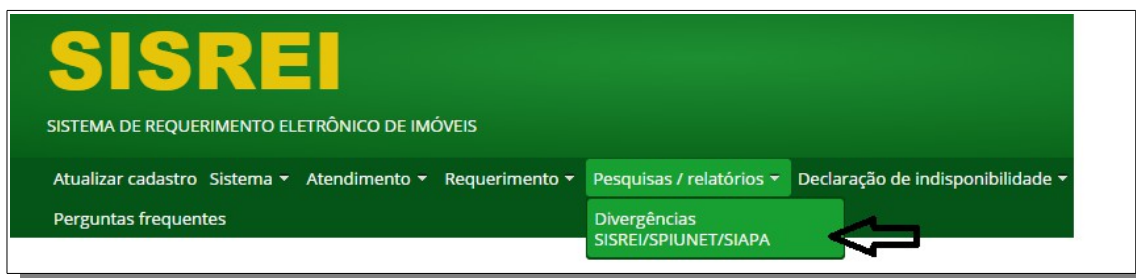 SISREI
SISTEMA DE REQUERIMENTO ELETRÔNICO DE IMÓVEIS
Atualizar cadastro Sistema Atendimento Requerimento Pesquisas / relatórios Declaração de indisponibilidade
Perguntas frequentes
Divergências
SISREI/SPIUNET/SIAPA